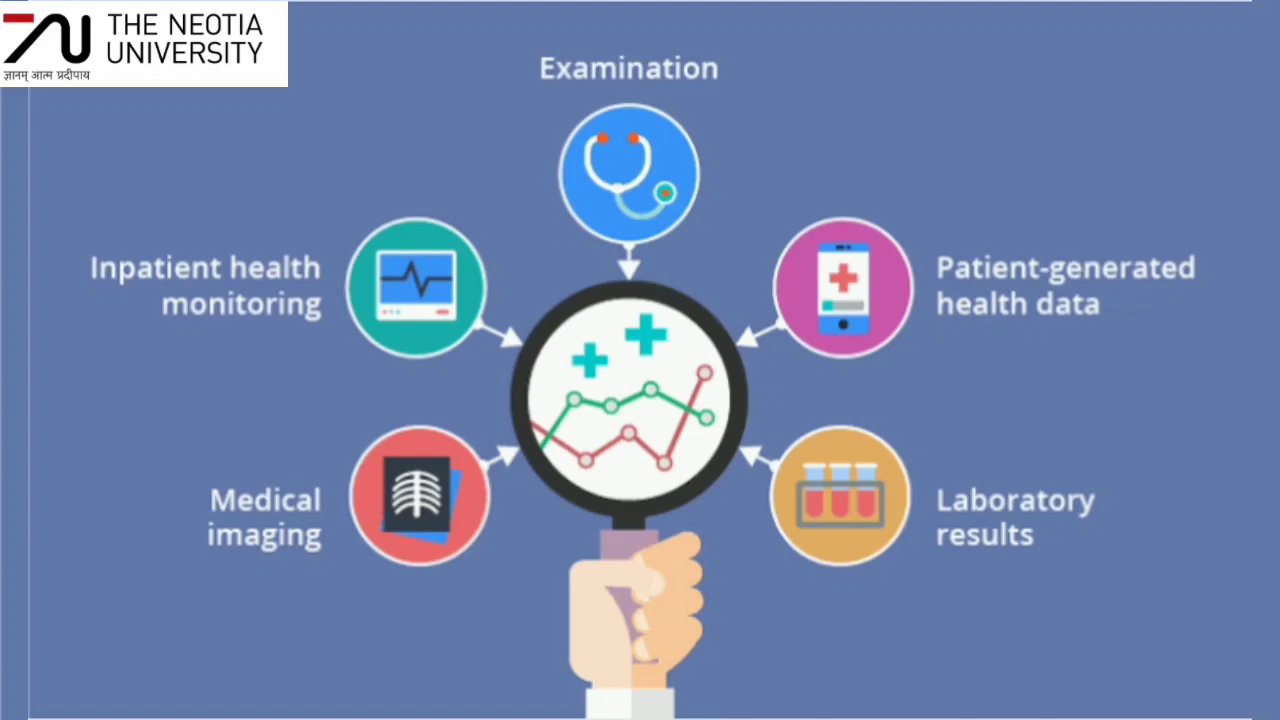 THE NEOTIA
UNIVERSITY
ज्ञानम् आत्म प्रदीपाय
Examination
Inpatient health
monitoring
Patient-generated
health data
Medical
imaging
Laboratory
results